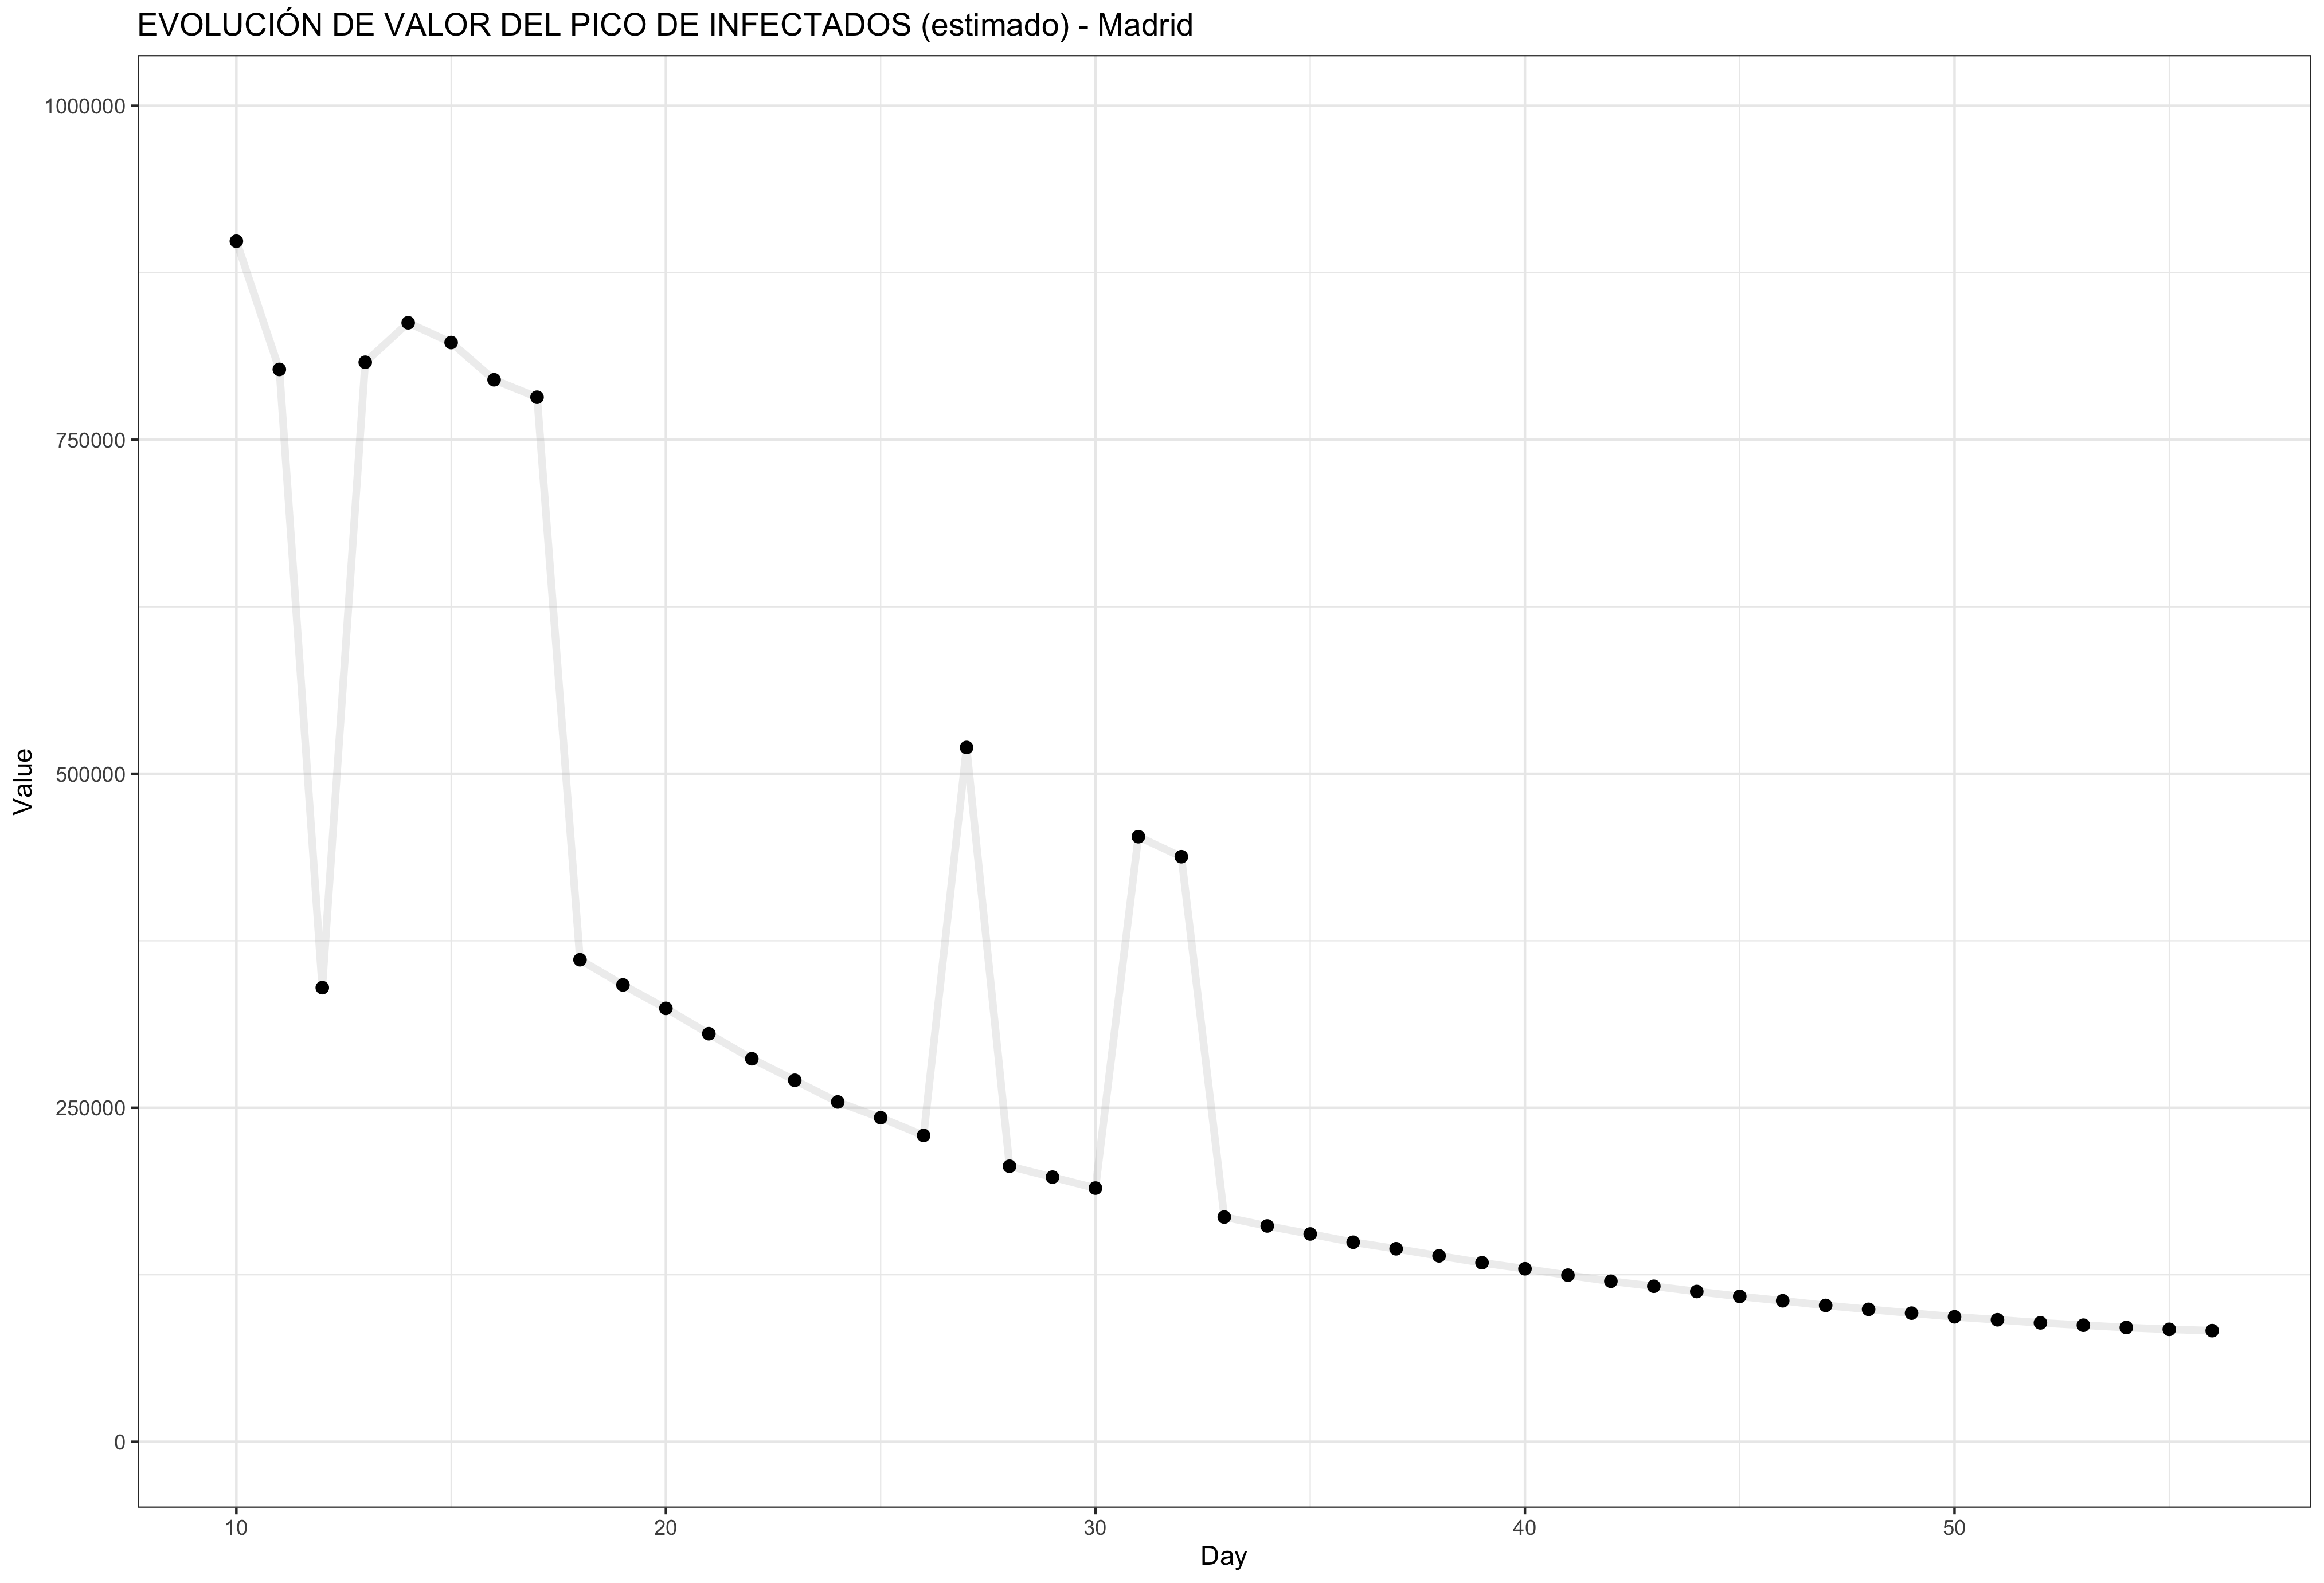 EVOLUCIÓN DE VALOR DEL PICO DE INFECTADOS (estimado) - Madrid
1000000
750000
500000
250000
0
Value
10 20 30 40 50
Day